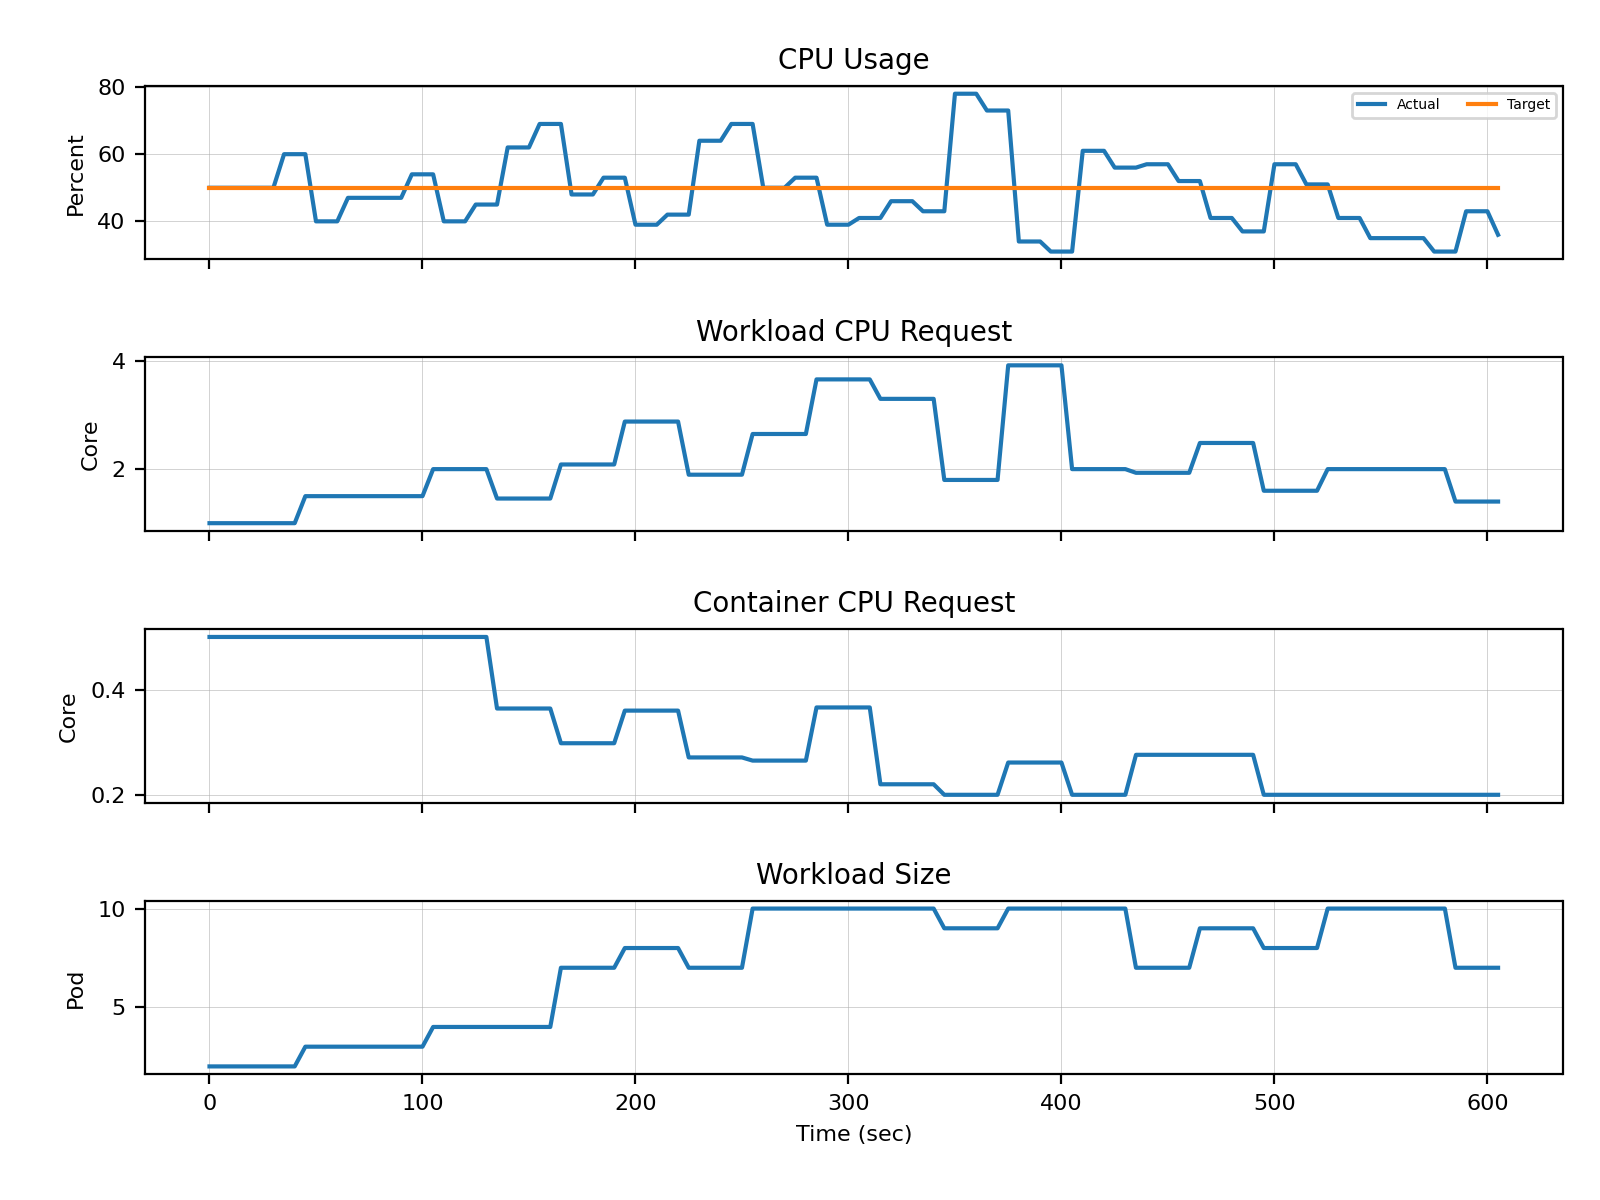 CPU Usage
80
60
40
Percent
Actual
Target
Workload CPU Request
4
2
Core
Container CPU Request
0.4
0.2
Core
Workload Size
10
5
Pod
0 100 200 300 400 500 600
Time (sec)